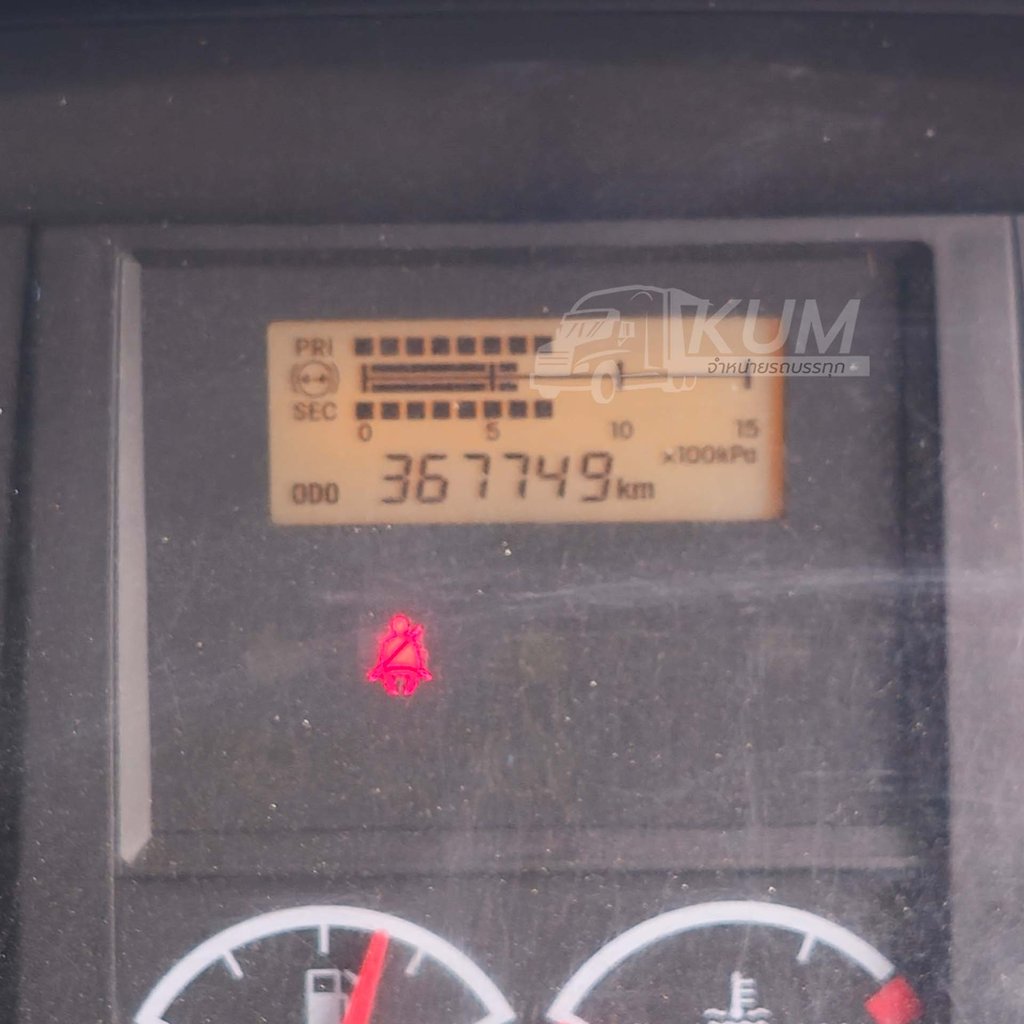 KUM
จำหน่ายรถบรรทุก
PRI
SEC
0 5 10 15
×100kPa
ODO 367749km